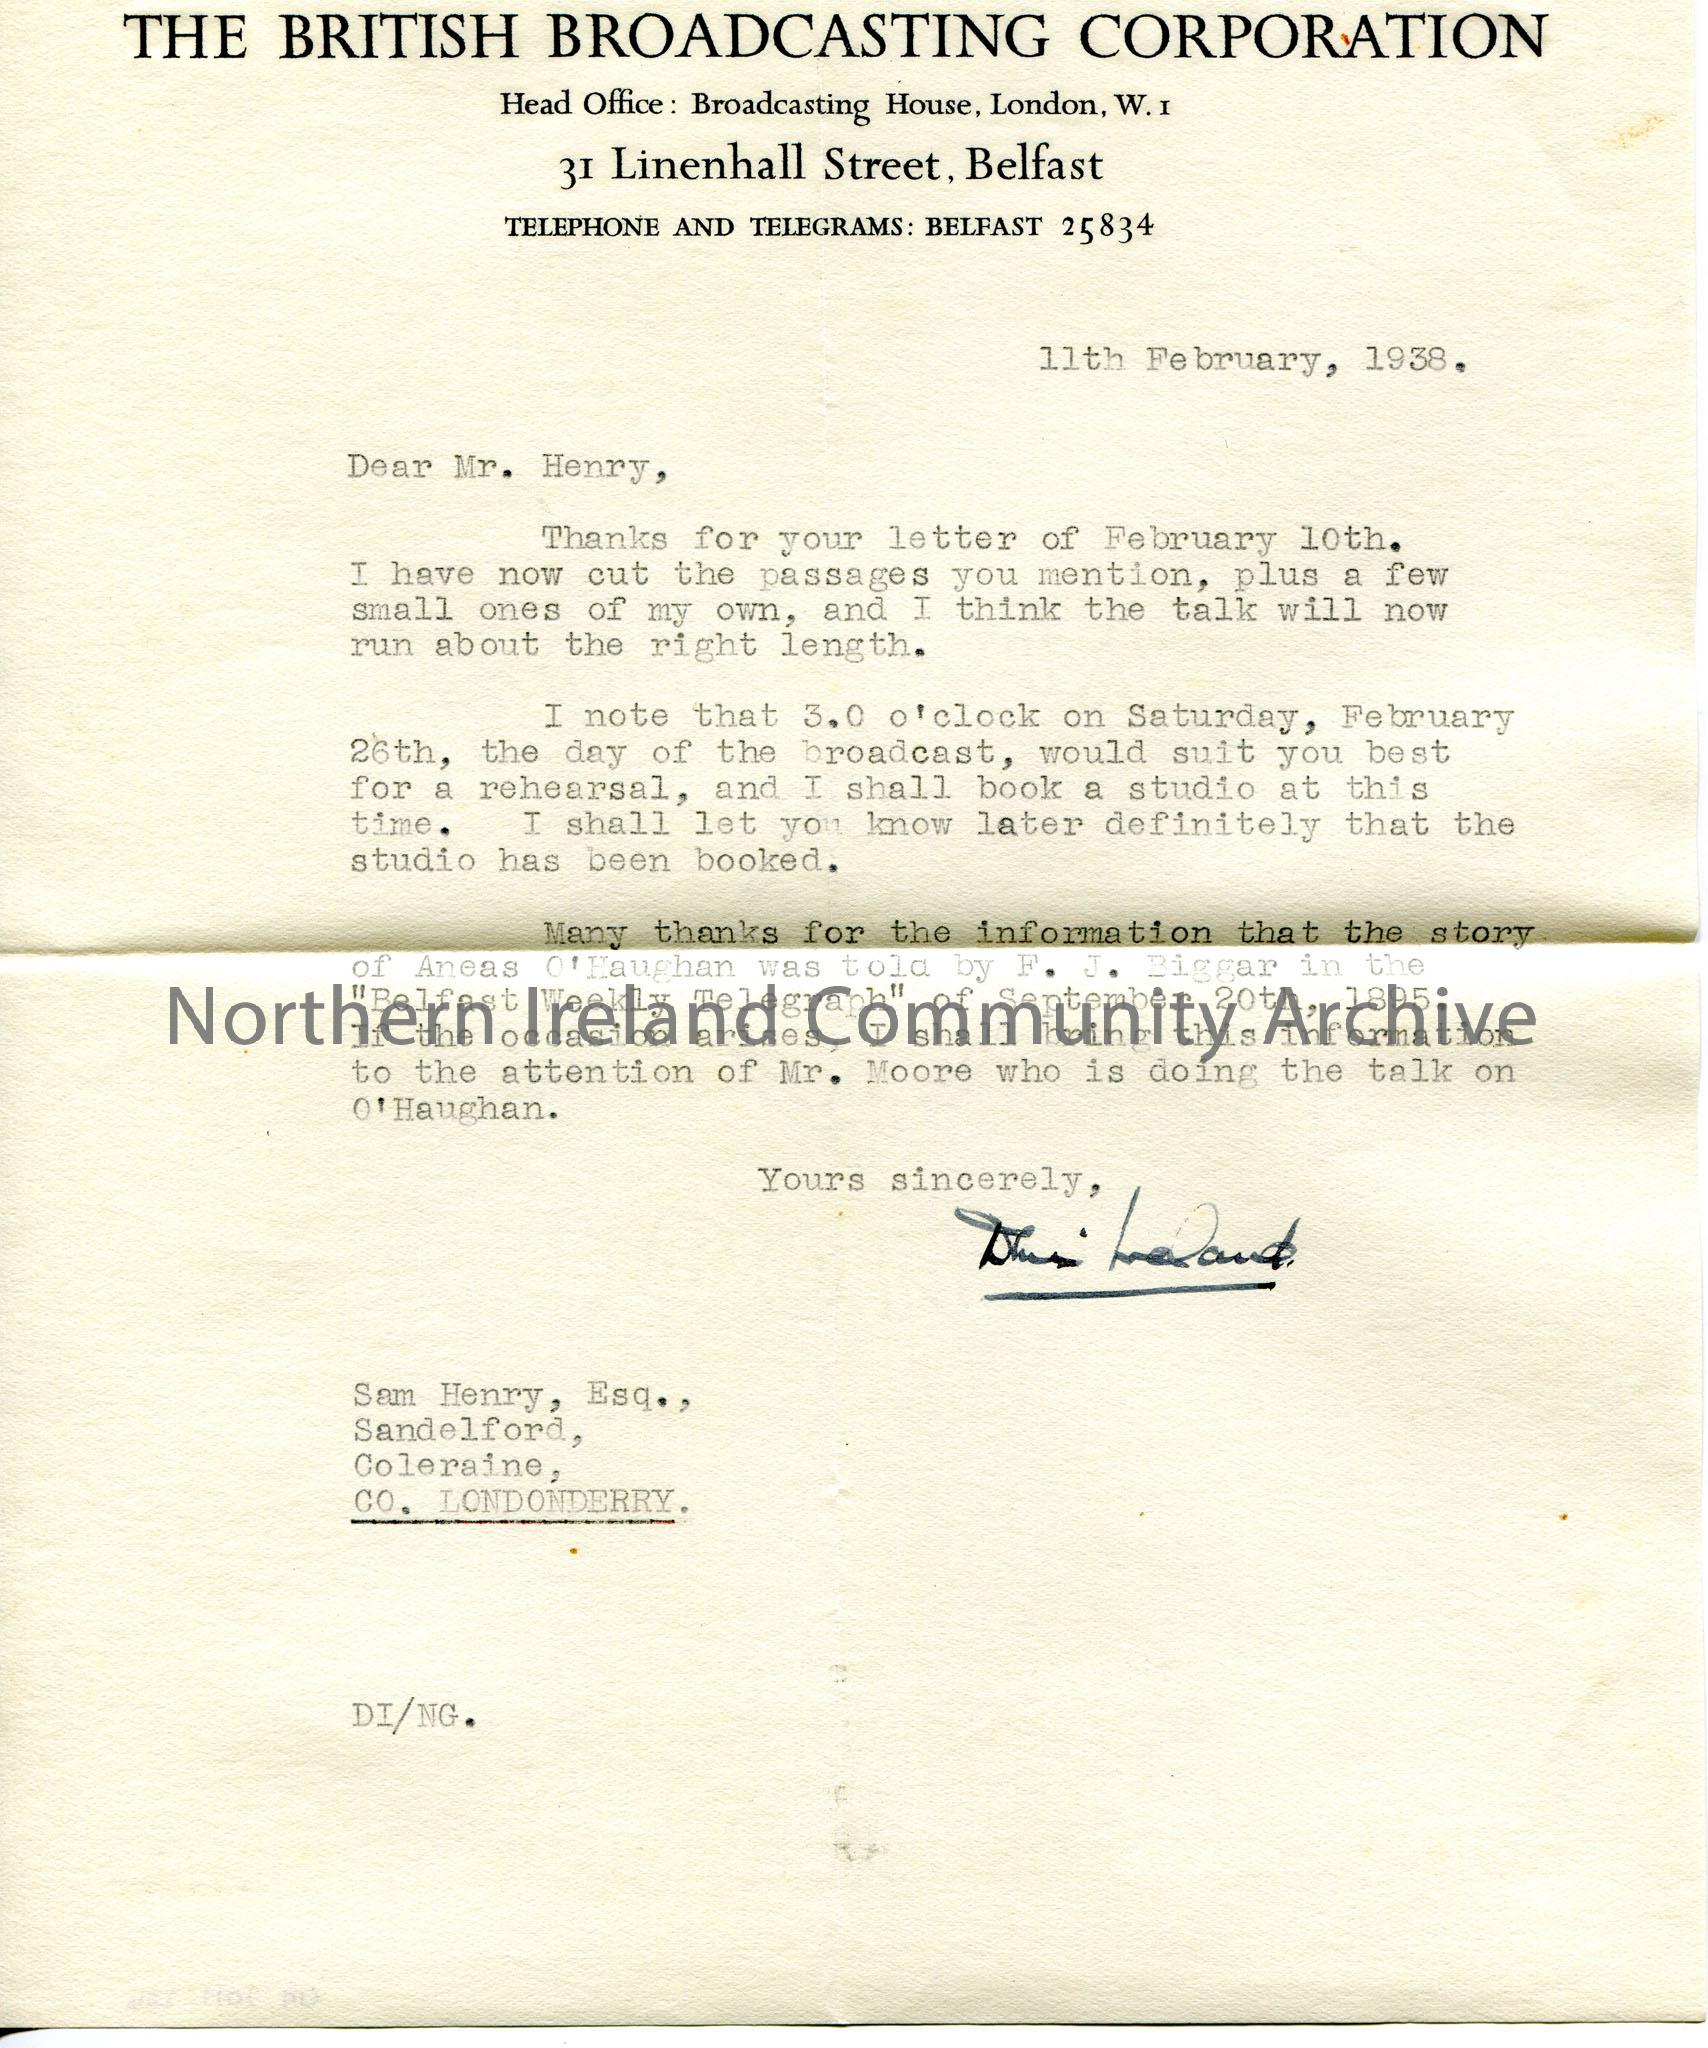 THE BRITISH BROADCASTING CORPORATION
Head Office: Broadcasting House, London, W. 1
31 Linenhall Street, Belfast
TELEPHONE AND TELEGRAMS: BELFAST 25834
11th February, 1938.
Dear Mr. Henry,
Thanks for your letter of February 10th.
I have now cut the passages you mention, plus a few
small ones of my own, and I think the talk will now
run about the right length.
I note that 3.0 o'clock on Saturday, February
26th, the day of the broadcast, would suit you best
for a rehearsal, and I shall book a studio at this
time. I shall let you know later definitely that the
studio has been booked.
Many thanks for the information that the story
of Aneas O'Haughan was told by F. J. Biggar in the
"Belfast Weekly Telegraph" of September 20th, 1895.
Northern Ireland Community Archive
If the occasion arises, I shall bring this information
to the attention of Mr. Moore who is doing the talk on
O'Haughan.
Yours sincerely,
Denis Ireland.
Sam Henry, Esq.,
Sandelford,
Coleraine,
CO. LONDONDERRY.
DI/NG.